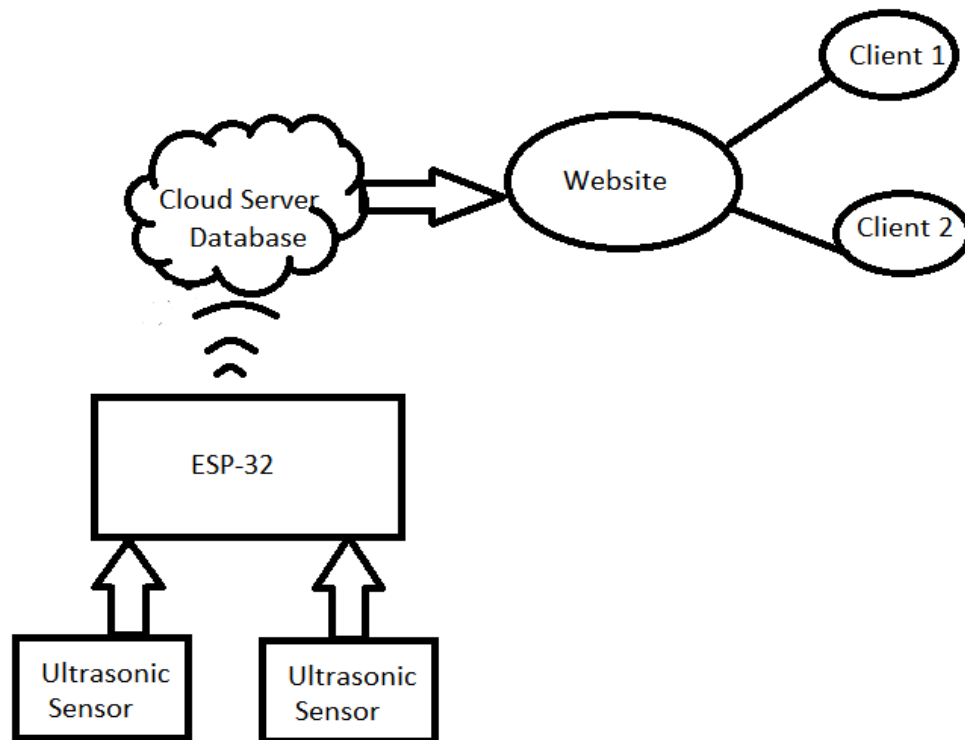 Client 1
Website
Cloud Server
Database
Client 2
ESP-32
Ultrasonic
Sensor
Ultrasonic
Sensor